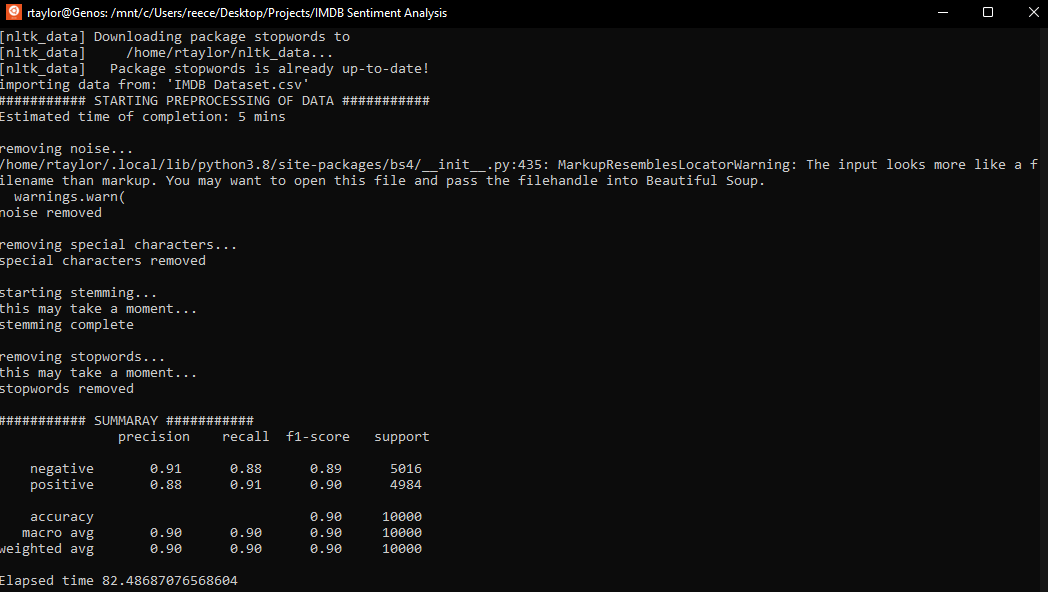 rtaylor@Genos: /mnt/c/Users/reece/Desktop/Projects/IMDB Sentiment Analysis
[nltk_data] Downloading package stopwords to
[nltk_data]     /home/rtaylor/nltk_data...
[nltk_data]   Package stopwords is already up-to-date!
importing data from: 'IMDB Dataset.csv'
########### STARTING PREPROCESSING OF DATA ###########
Estimated time of completion: 5 mins
removing noise...
/home/rtaylor/.local/lib/python3.8/site-packages/bs4/__init__.py:435: MarkupResemblesLocatorWarning: The input looks more like a f
ilename than markup. You may want to open this file and pass the filehandle into Beautiful Soup.
  warnings.warn(
noise removed
removing special characters...
special characters removed
starting stemming...
this may take a moment...
stemming complete
removing stopwords...
this may take a moment...
stopwords removed
########### SUMMARAY ###########
              precision    recall  f1-score   support
    negative       0.91      0.88      0.89      5016
    positive       0.88      0.91      0.90      4984
    accuracy                           0.90     10000
   macro avg       0.90      0.90      0.90     10000
weighted avg       0.90      0.90      0.90     10000
Elapsed time 82.48687076568604